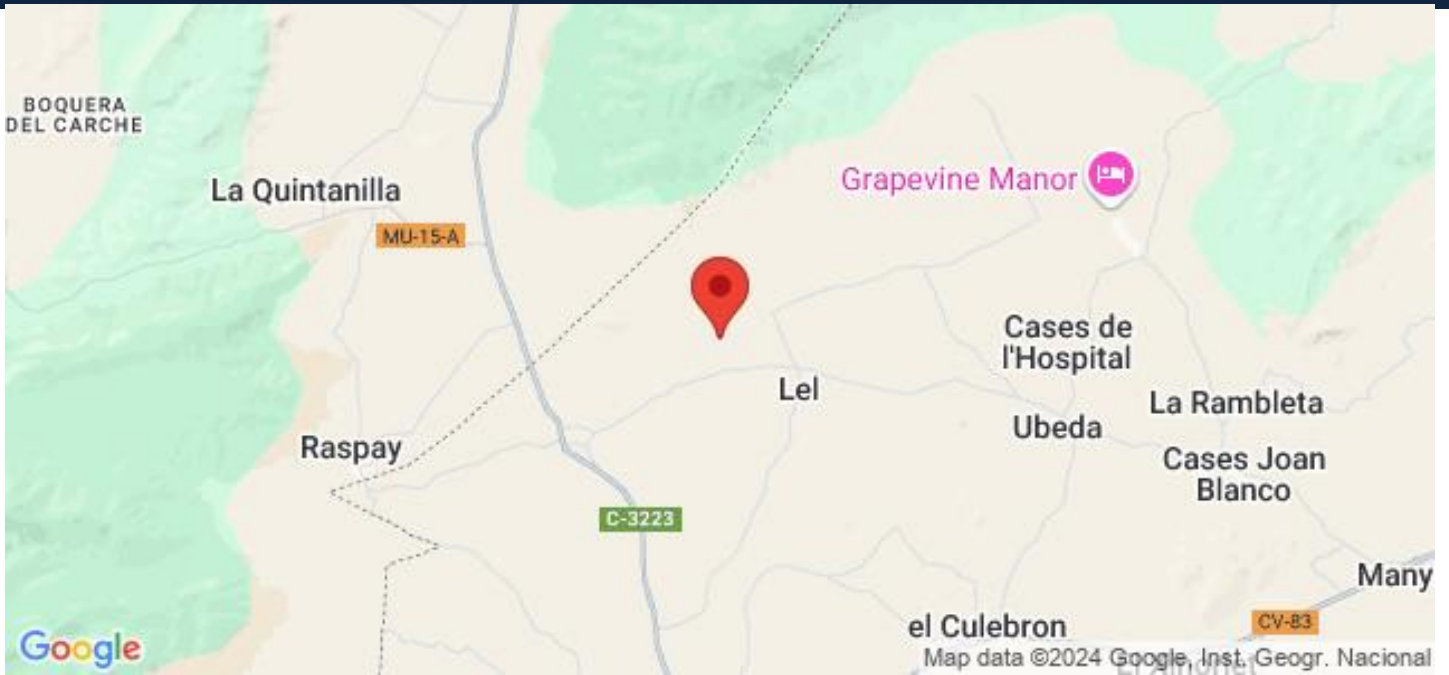 BOQUERA
DEL CARCHE
La Quintanilla
MU-15-A
Grapevine Manor
Cases de
l'Hospital
Lel
La Rambleta
Ubeda
Raspay
Cases Joan
Blanco
C-3223
Many
CV-83
el Culebron
Google
Map data ©2024 Google, Inst. Geogr. Nacional